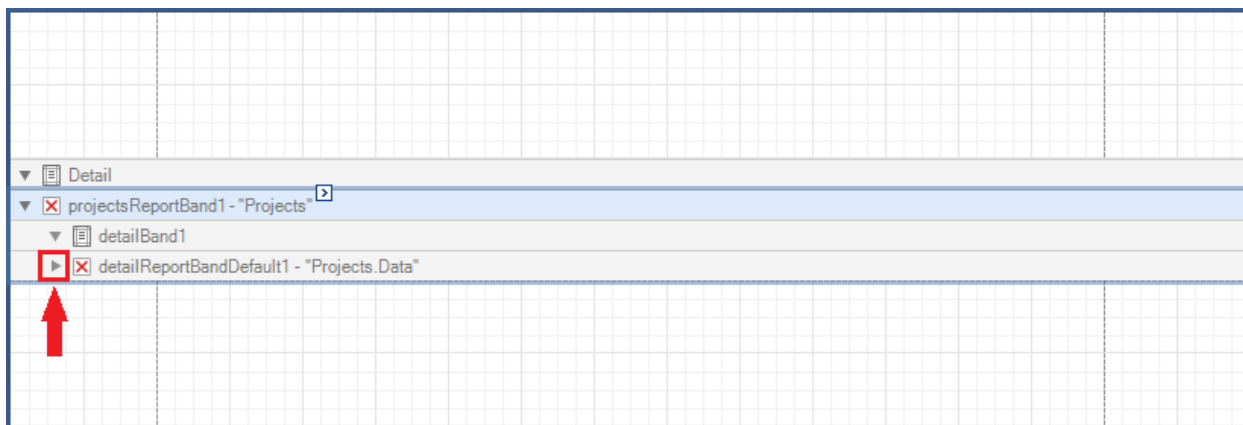 Detail
projectsReportBand1 - "Projects"
detailBand1
detailReportBandDefault1 - "Projects.Data"